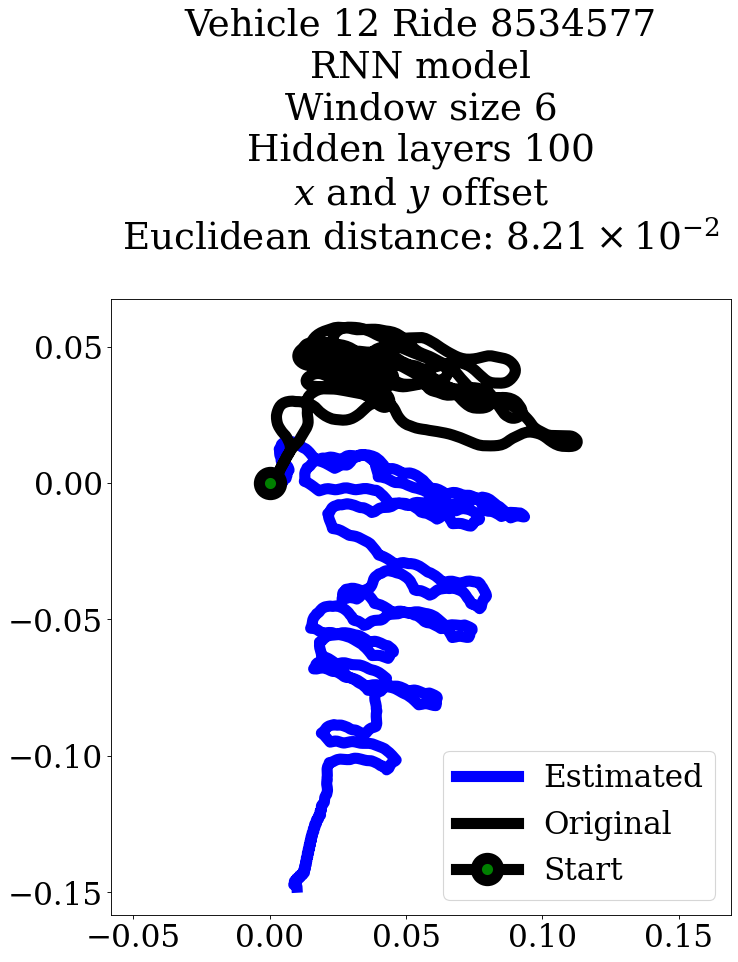 Vehicle 12 Ride 8534577
RNN model
Window size 6
Hidden layers 100
x and y offset
Euclidean distance: 8.21 × 10⁻²
0.05
0.00
−0.05
−0.10
−0.15
−0.05 0.00 0.05 0.10 0.15
Estimated
Original
Start